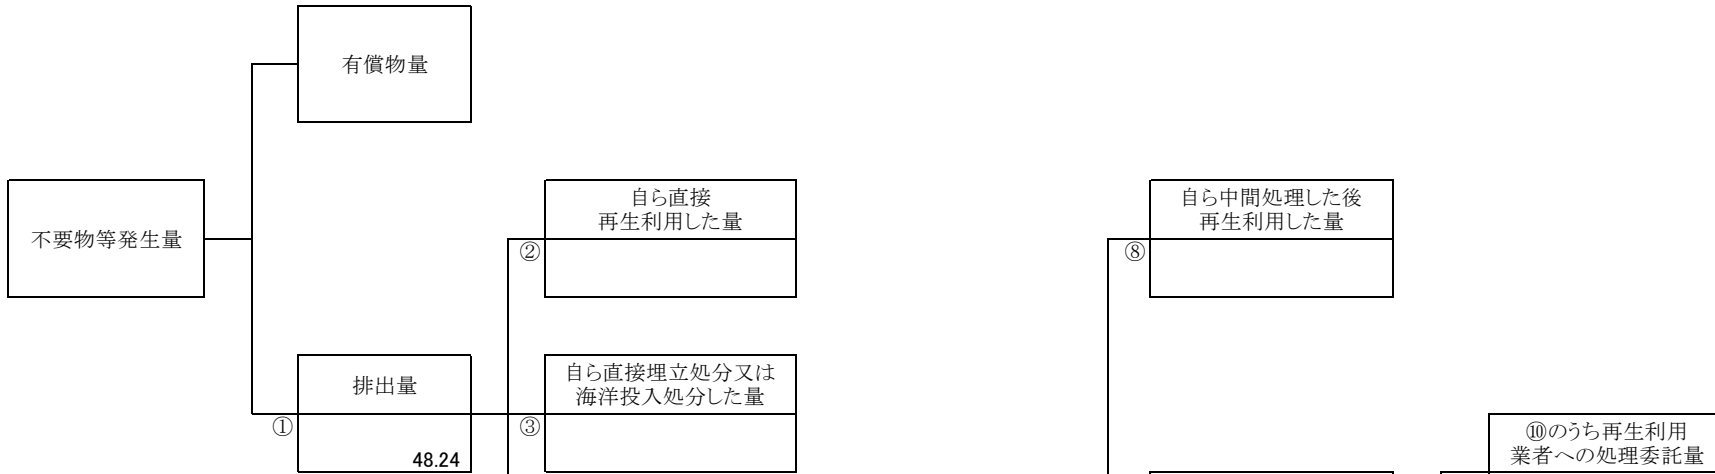 有償物量
不要物等発生量
自ら直接
再生利用した量
②
自ら中間処理した後
再生利用した量
⑧
排出量
①
48.24
自ら直接埋立処分又は
海洋投入処分した量
③
⑩のうち再生利用
業者への処理委託量